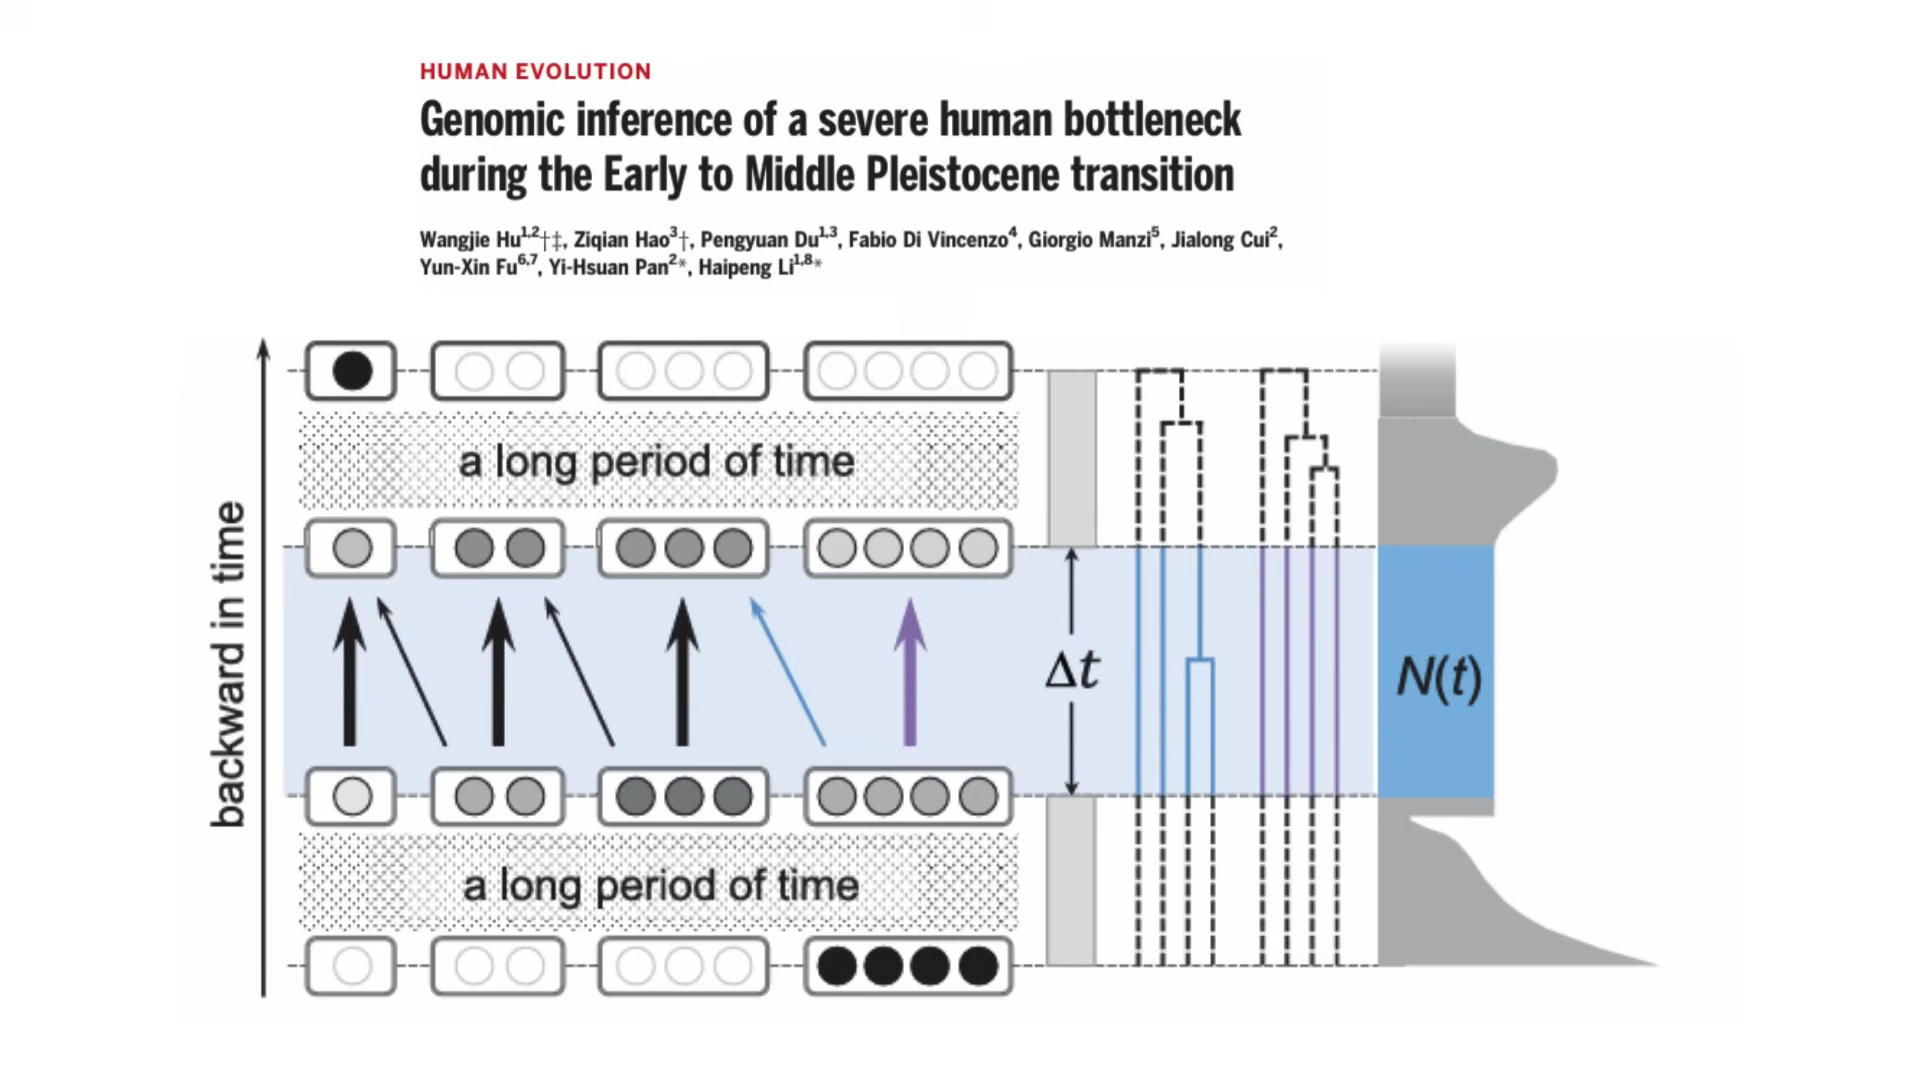 HUMAN EVOLUTION
Genomic inference of a severe human bottleneck
during the Early to Middle Pleistocene transition
Wangjie Hu1,2†‡, Ziqian Hao3†, Pengyuan Du1,3, Fabio Di Vincenzo4, Giorgio Manzi5, Jialong Cui2,
Yun-Xin Fu6,7, Yi-Hsuan Pan2*, Haipeng Li1,8*
backward in time
a long period of time
Δt
N(t)
a long period of time